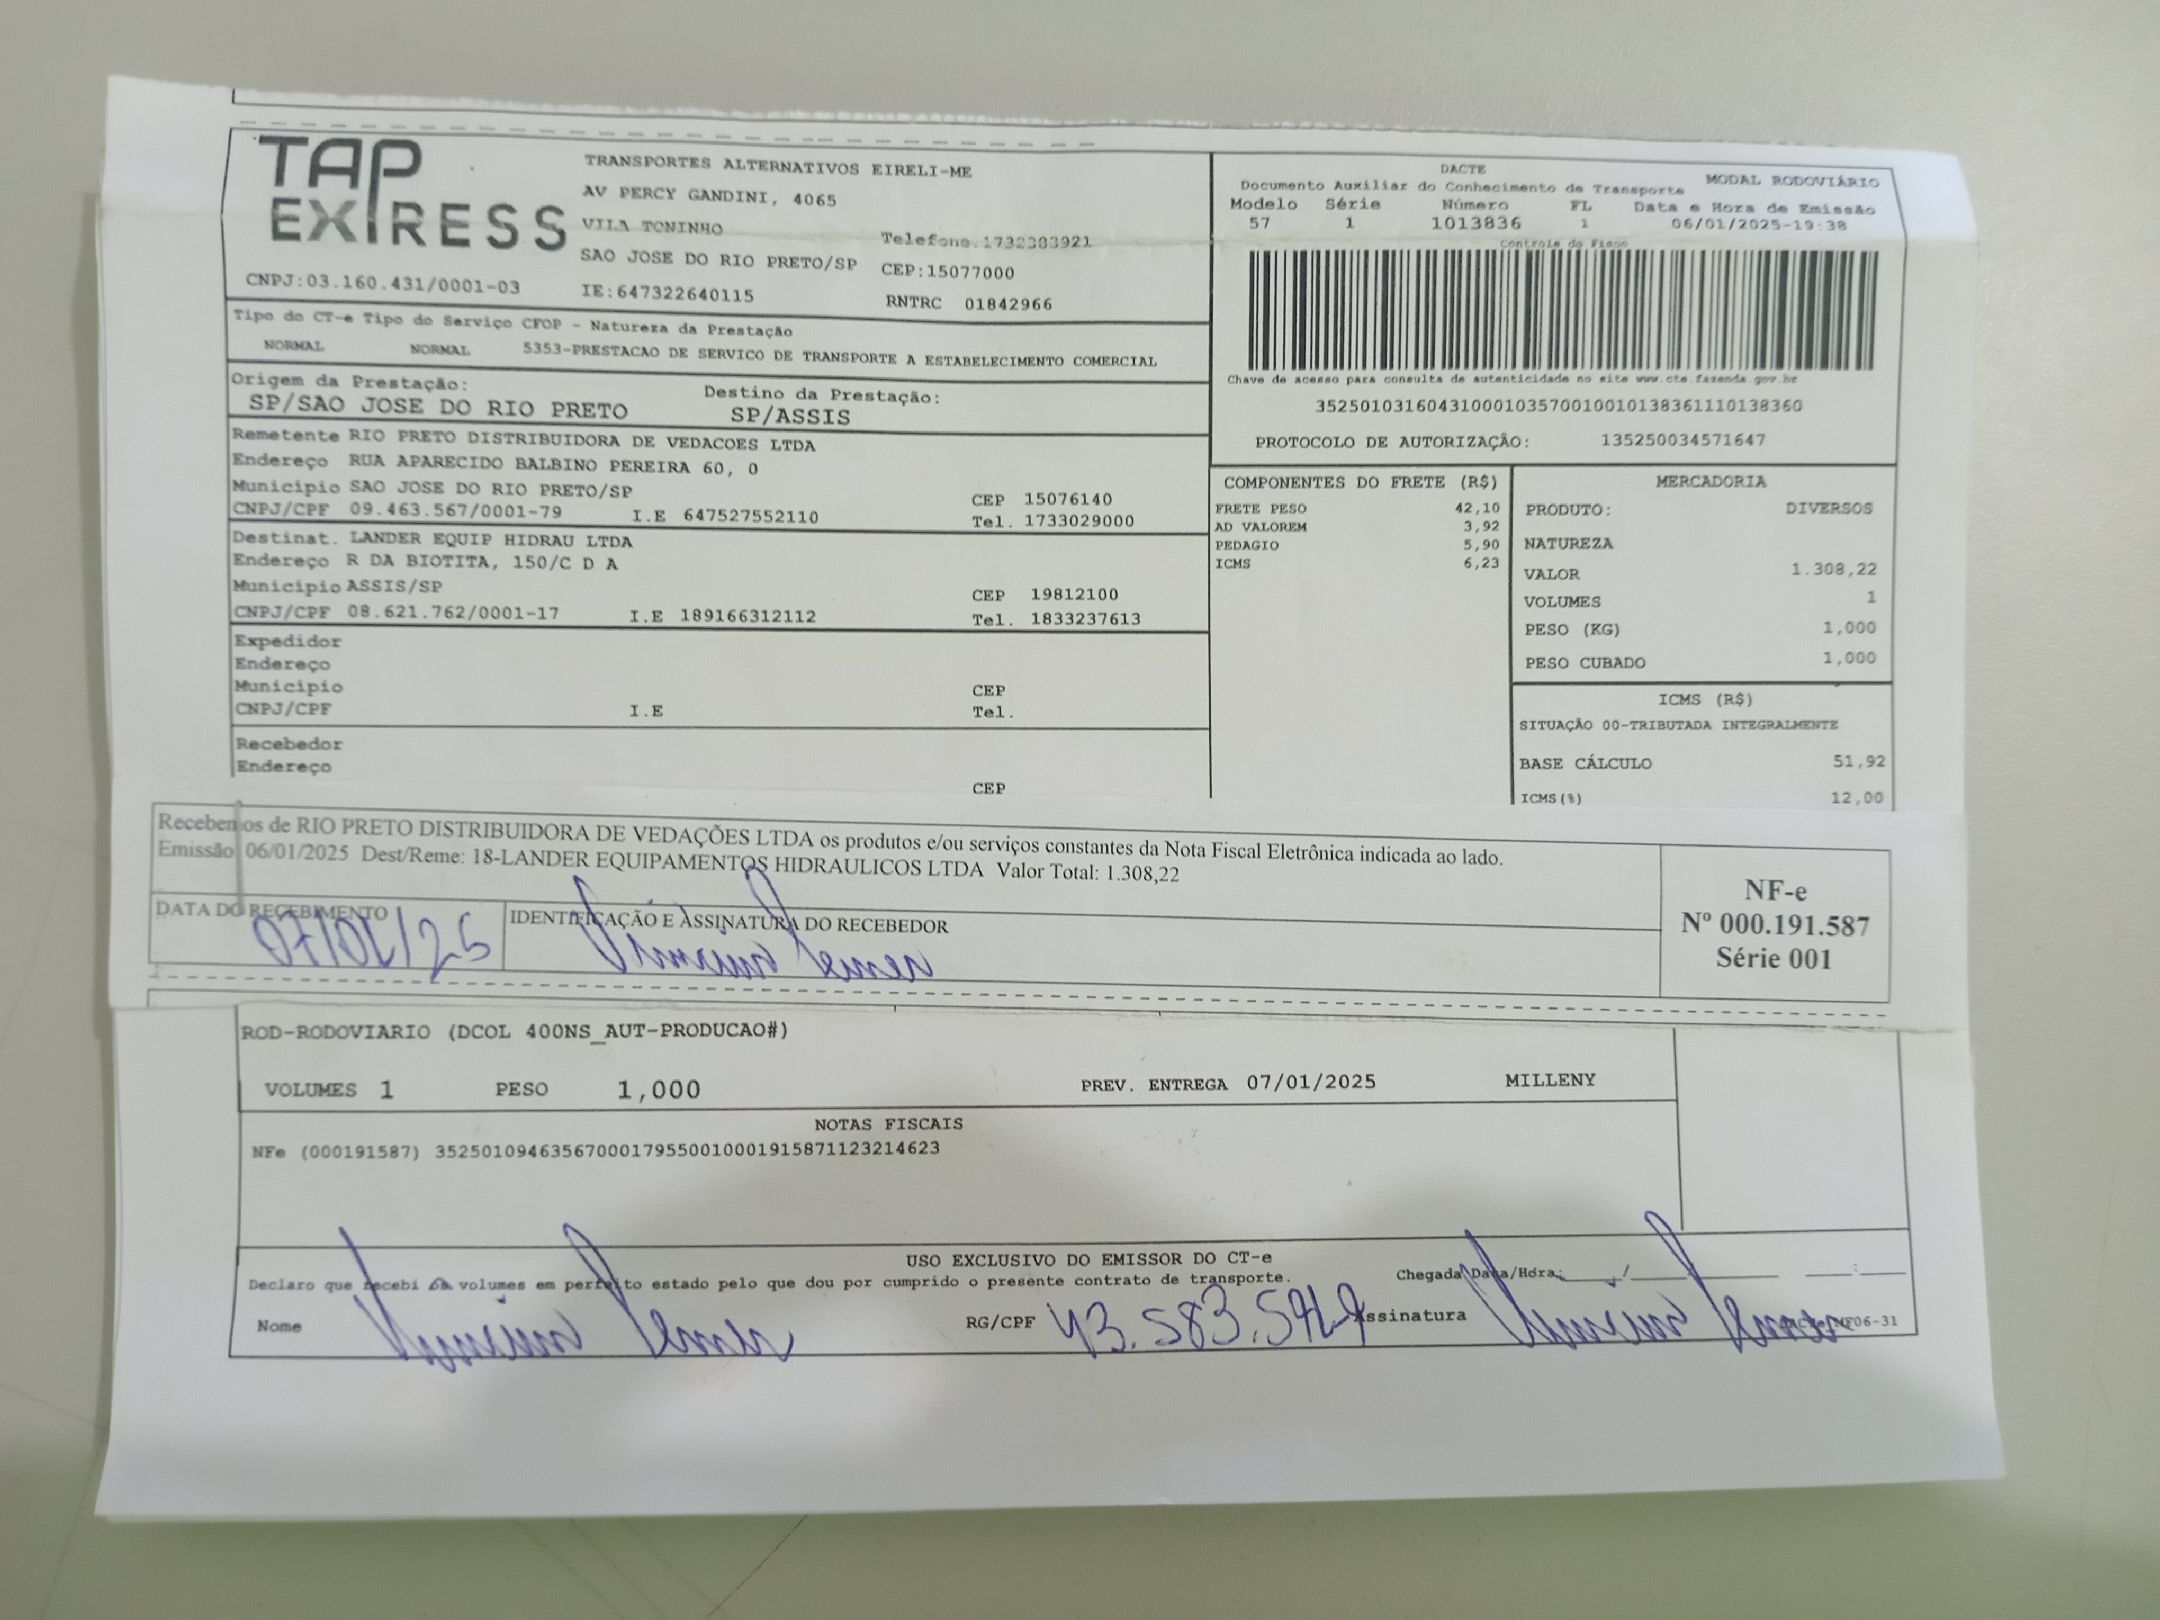 TAP EXPRESS
TRANSPORTES ALTERNATIVOS EIRELI-ME
AV PERCY GANDINI, 4065
VILA TONINHO
Telefone.1732383921
SAO JOSE DO RIO PRETO/SP CEP:15077000
CNPJ:03.160.431/0001-03 IE:647322640115 RNTRC 01842966
DACTE
Documento Auxiliar do Conhecimento de Transporte MODAL RODOVIÁRIO
Modelo Série Número FL Data e Hora de Emissão
57 1 1013836 1 06/01/2025-19:38
Controle do Fisco
Chave de acesso para consulta de autenticidade no site www.cte.fazenda.gov.br
35250103160431000103570010010138361110138360
PROTOCOLO DE AUTORIZAÇÃO: 135250034571647
Tipo do CT-e Tipo do Serviço CFOP - Natureza da Prestação
NORMAL NORMAL 5353-PRESTACAO DE SERVICO DE TRANSPORTE A ESTABELECIMENTO COMERCIAL
Origem da Prestação: Destino da Prestação:
SP/SAO JOSE DO RIO PRETO SP/ASSIS
Remetente RIO PRETO DISTRIBUIDORA DE VEDACOES LTDA
Endereço RUA APARECIDO BALBINO PEREIRA 60, 0
Municipio SAO JOSE DO RIO PRETO/SP CEP 15076140
CNPJ/CPF 09.463.567/0001-79 I.E 647527552110 Tel. 1733029000
Destinat. LANDER EQUIP HIDRAU LTDA
Endereço R DA BIOTITA, 150/C D A
Municipio ASSIS/SP CEP 19812100
CNPJ/CPF 08.621.762/0001-17 I.E 189166312112 Tel. 1833237613
Expedidor
Endereço
Municipio CEP
CNPJ/CPF I.E Tel.
Recebedor
Endereço
CEP
COMPONENTES DO FRETE (R$)
FRETE PESO 42,10
AD VALOREM 3,92
PEDAGIO 5,90
ICMS 6,23
MERCADORIA
PRODUTO: DIVERSOS
NATUREZA
VALOR 1.308,22
VOLUMES 1
PESO (KG) 1,000
PESO CUBADO 1,000
ICMS (R$)
SITUAÇÃO 00-TRIBUTADA INTEGRALMENTE
BASE CÁLCULO 51,92
ICMS(%) 12,00
Recebemos de RIO PRETO DISTRIBUIDORA DE VEDAÇÕES LTDA os produtos e/ou serviços constantes da Nota Fiscal Eletrônica indicada ao lado.
Emissão 06/01/2025 Dest/Reme: 18-LANDER EQUIPAMENTOS HIDRAULICOS LTDA Valor Total: 1.308,22
DATA DO RECEBIMENTO IDENTIFICAÇÃO E ASSINATURA DO RECEBEDOR
07/01/25
NF-e
Nº 000.191.587
Série 001
ROD-RODOVIARIO (DCOL 400NS_AUT-PRODUCAO#)
VOLUMES 1 PESO 1,000 PREV. ENTREGA 07/01/2025 MILLENY
NOTAS FISCAIS
NFe (000191587) 35250109463567000179550010001915871123214623
USO EXCLUSIVO DO EMISSOR DO CT-e
Declaro que recebi os volumes em perfeito estado pelo que dou por cumprido o presente contrato de transporte. Chegada Data/Hora: / :
Nome RG/CPF Assinatura